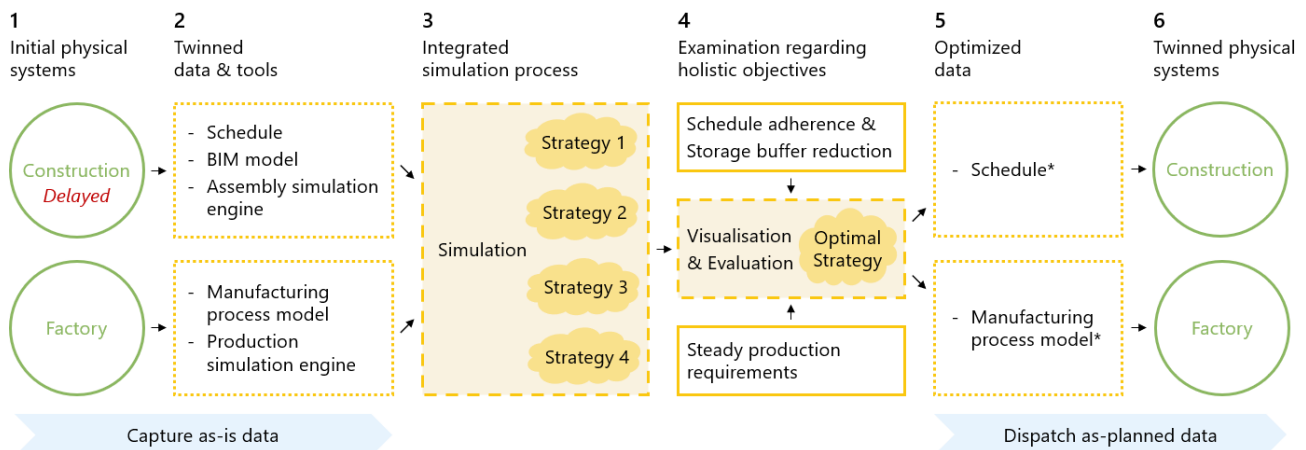 1
Initial physical
systems
2
Twinned
data & tools
3
Integrated
simulation process
4
Examination regarding
holistic objectives
5
Optimized
data
6
Twinned physical
systems
Construction
Delayed
- Schedule
- BIM model
- Assembly simulation
engine
Factory
- Manufacturing
process model
- Production
simulation engine
Simulation
Strategy 1
Strategy 2
Strategy 3
Strategy 4
Schedule adherence &
Storage buffer reduction
Visualisation
& Evaluation
Optimal
Strategy
Steady production
requirements
- Schedule*
- Manufacturing
process model*
Construction
Factory
Capture as-is data
Dispatch as-planned data